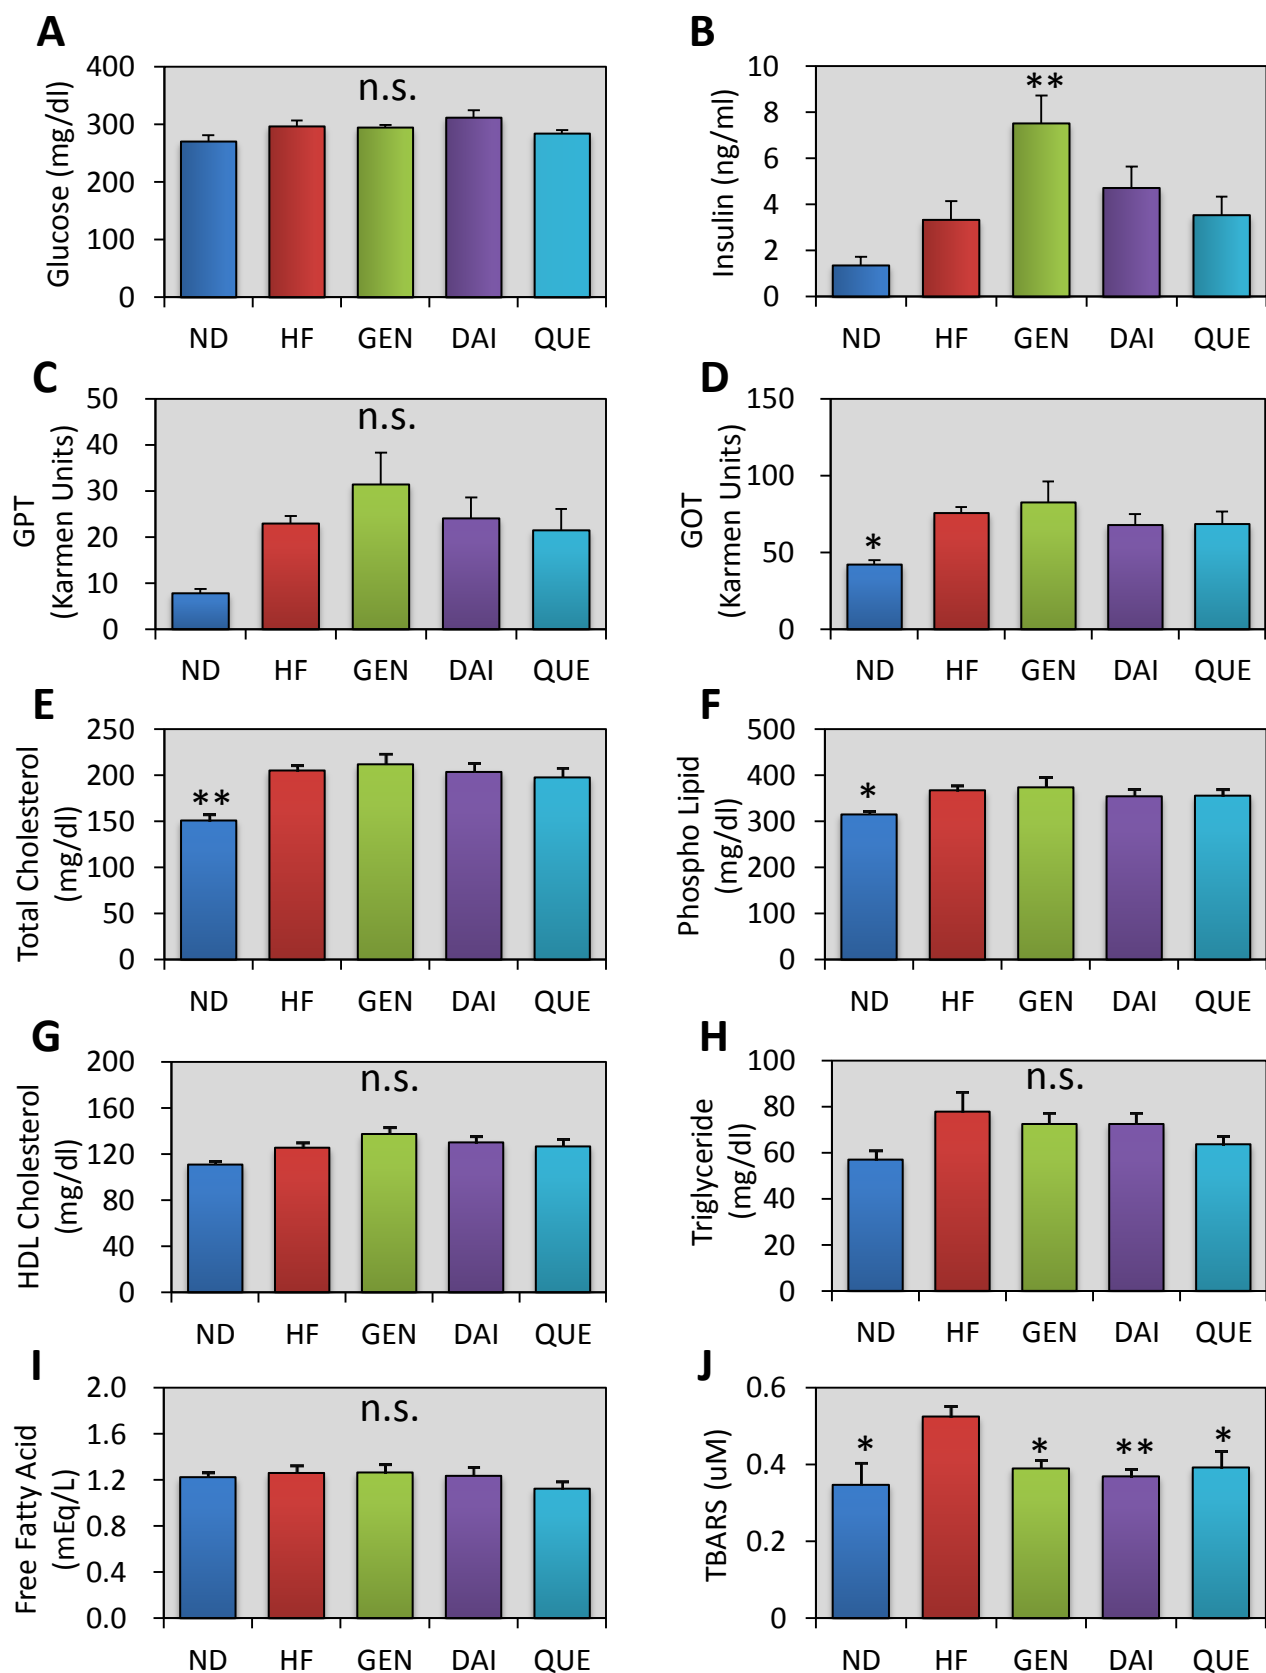 A
Glucose (mg/dl)
400
300
200
100
0
n.s.
ND HF GEN DAI QUE
B
Insulin (ng/ml)
10
8
6
4
2
0
**
ND HF GEN DAI QUE
C
GPT
(Karmen Units)
50
40
30
20
10
0
n.s.
ND HF GEN DAI QUE
D
GOT
(Karmen Units)
150
100
50
0
*
ND HF GEN DAI QUE
E
Total Cholesterol
(mg/dl)
250
200
150
100
50
0
**
ND HF GEN DAI QUE
F
Phospho Lipid
(mg/dl)
500
400
300
200
100
0
*
ND HF GEN DAI QUE
G
HDL Cholesterol
(mg/dl)
200
160
120
80
40
0
n.s.
ND HF GEN DAI QUE
H
Triglyceride
(mg/dl)
100
80
60
40
20
0
n.s.
ND HF GEN DAI QUE
I
Free Fatty Acid
(mEq/L)
2.0
1.6
1.2
0.8
0.4
0.0
n.s.
ND HF GEN DAI QUE
J
TBARS (uM)
0.6
0.4
0.2
0
* * ** *
ND HF GEN DAI QUE